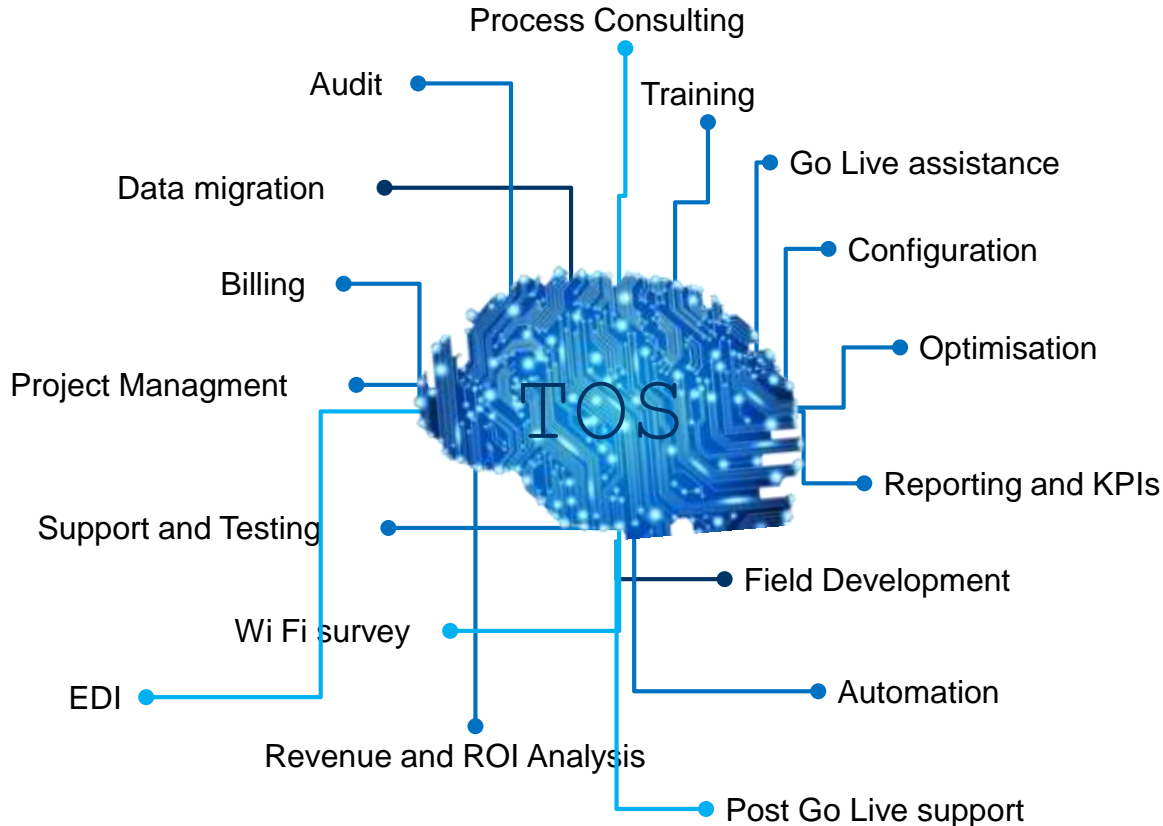 Process Consulting
Audit
Training
Go Live assistance
Data migration
Configuration
Billing
Optimisation
Project Managment
TOS
Reporting and KPIs
Support and Testing
Field Development
Wi Fi survey
EDI
Automation
Revenue and ROI Analysis
Post Go Live support